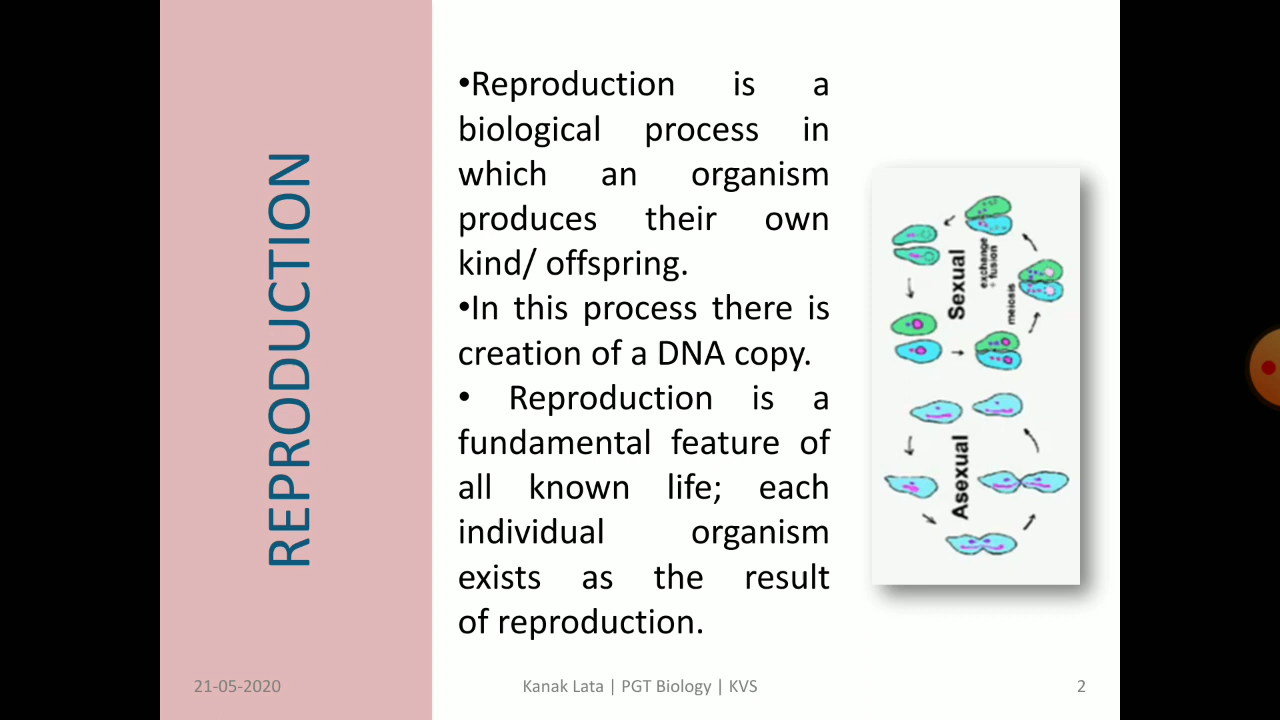 REPRODUCTION
•Reproduction is a
biological process in
which an organism
produces their own
kind/ offspring.
•In this process there is
creation of a DNA copy.
• Reproduction is a
fundamental feature of
all known life; each
individual organism
exists as the result
of reproduction.
Sexual
exchange
+ fusion
meiosis
Asexual
21-05-2020
Kanak Lata | PGT Biology | KVS
2